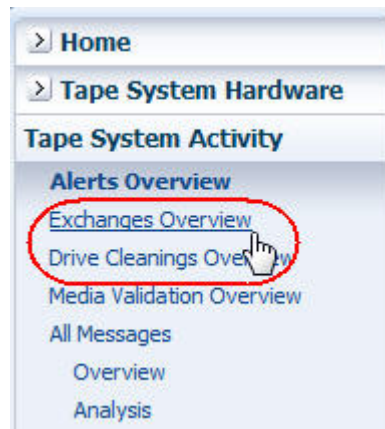 Home
Tape System Hardware
Tape System Activity
Alerts Overview
Exchanges Overview
Drive Cleanings Overview
Media Validation Overview
All Messages
Overview
Analysis